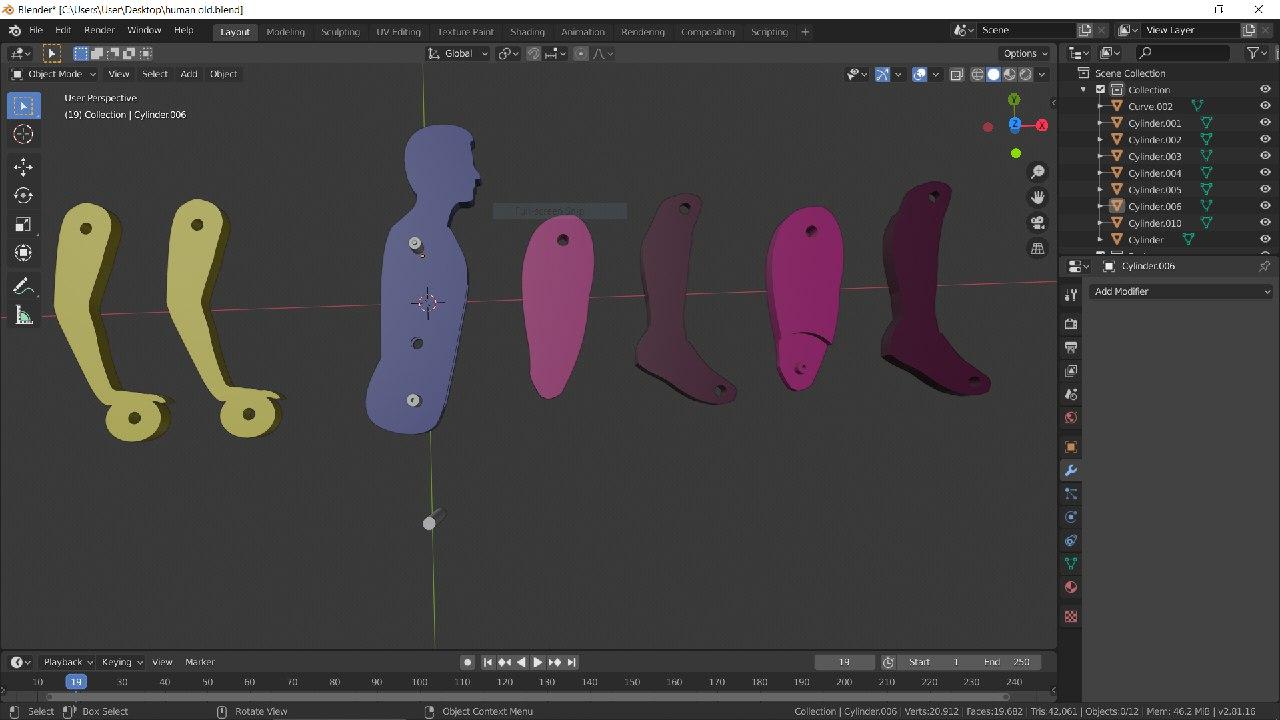 Blender* [C:\Users\User\Desktop\human old.blend]
File Edit Render Window Help Layout Modeling Sculpting UV Editing Texture Paint Shading Animation Rendering Compositing Scripting + Scene View Layer
Global Options
Object Mode View Select Add Object
User Perspective
(19) Collection | Cylinder.006
Y
Z X
Full-screen Snip
Scene Collection
Collection
Curve.002
Cylinder.001
Cylinder.002
Cylinder.003
Cylinder.004
Cylinder.005
Cylinder.006
Cylinder.010
Cylinder
Cylinder.006
Add Modifier
Playback Keying View Marker 19 Start 1 End 250
10 19 30 40 50 60 70 80 90 100 110 120 130 140 150 160 170 180 190 200 210 220 230 240
Select Box Select Rotate View Object Context Menu Collection | Cylinder.006 | Verts:20,912 | Faces:19,682 | Tris:42,061 | Objects:0/12 | Mem: 46.2 MiB | v2.81.16